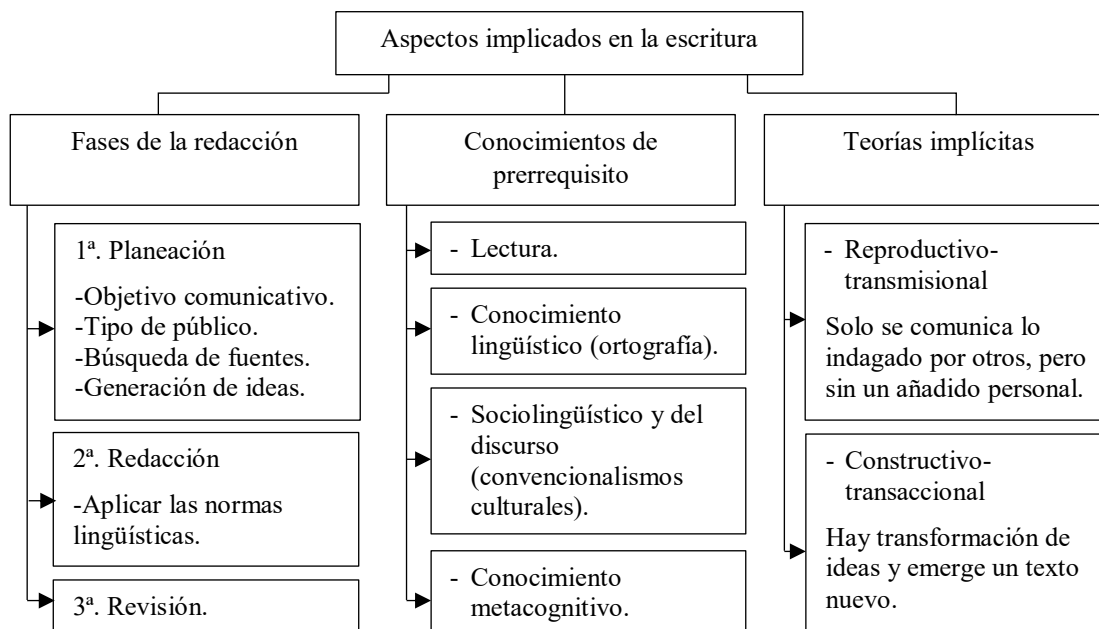 Aspectos implicados en la escritura
Fases de la redacción
1ª. Planeación
-Objetivo comunicativo.
-Tipo de público.
-Búsqueda de fuentes.
-Generación de ideas.
2ª. Redacción
-Aplicar las normas
lingüísticas.
3ª. Revisión.
Conocimientos de
prerrequisito
- Lectura.
- Conocimiento
lingüístico (ortografía).
- Sociolingüístico y del
discurso
(convencionalismos
culturales).
- Conocimiento
metacognitivo.
Teorías implícitas
- Reproductivo-
transmisional
Solo se comunica lo
indagado por otros, pero
sin un añadido personal.
- Constructivo-
transaccional
Hay transformación de
ideas y emerge un texto
nuevo.